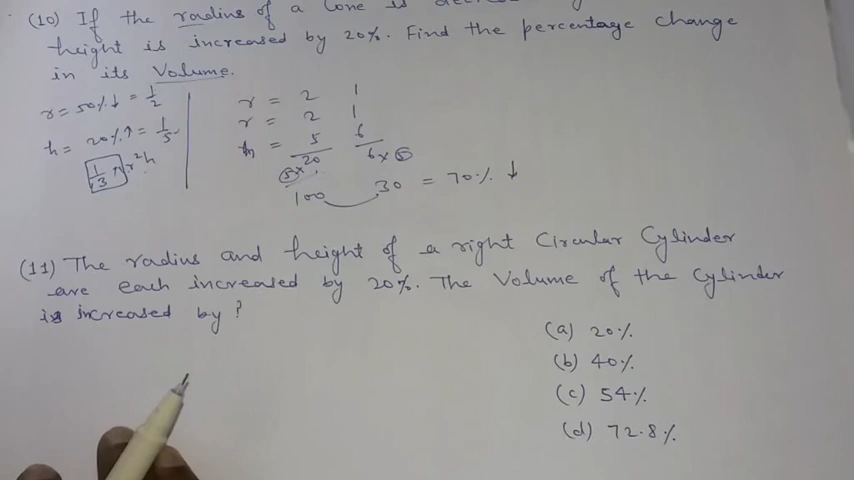 (10) If the radius of a Cone is
height is increased by 20%. Find the percentage change
in its Volume.
r = 50%↓ = 1/2
h = 20%↑ = 1/5
1/3 πr²h
r = 2 1
r = 2 1
h = 5 6
20 6×5
5×
100 30 = 70% ↓
(11) The radius and height of a right Circular Cylinder
are each increased by 20%. The Volume of the Cylinder
is increased by?
(a) 20%
(b) 40%
(c) 54%
(d) 72.8%